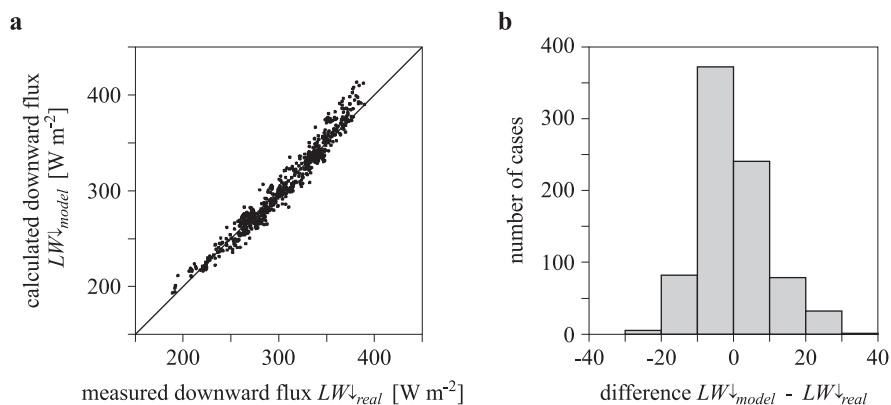 a
calculated downward flux
LW↓model [W m-2]
400
300
200
200 300 400
measured downward flux LW↓real [W m-2]
b
number of cases
400
300
200
100
0
-40 -20 0 20 40
difference LW↓model - LW↓real